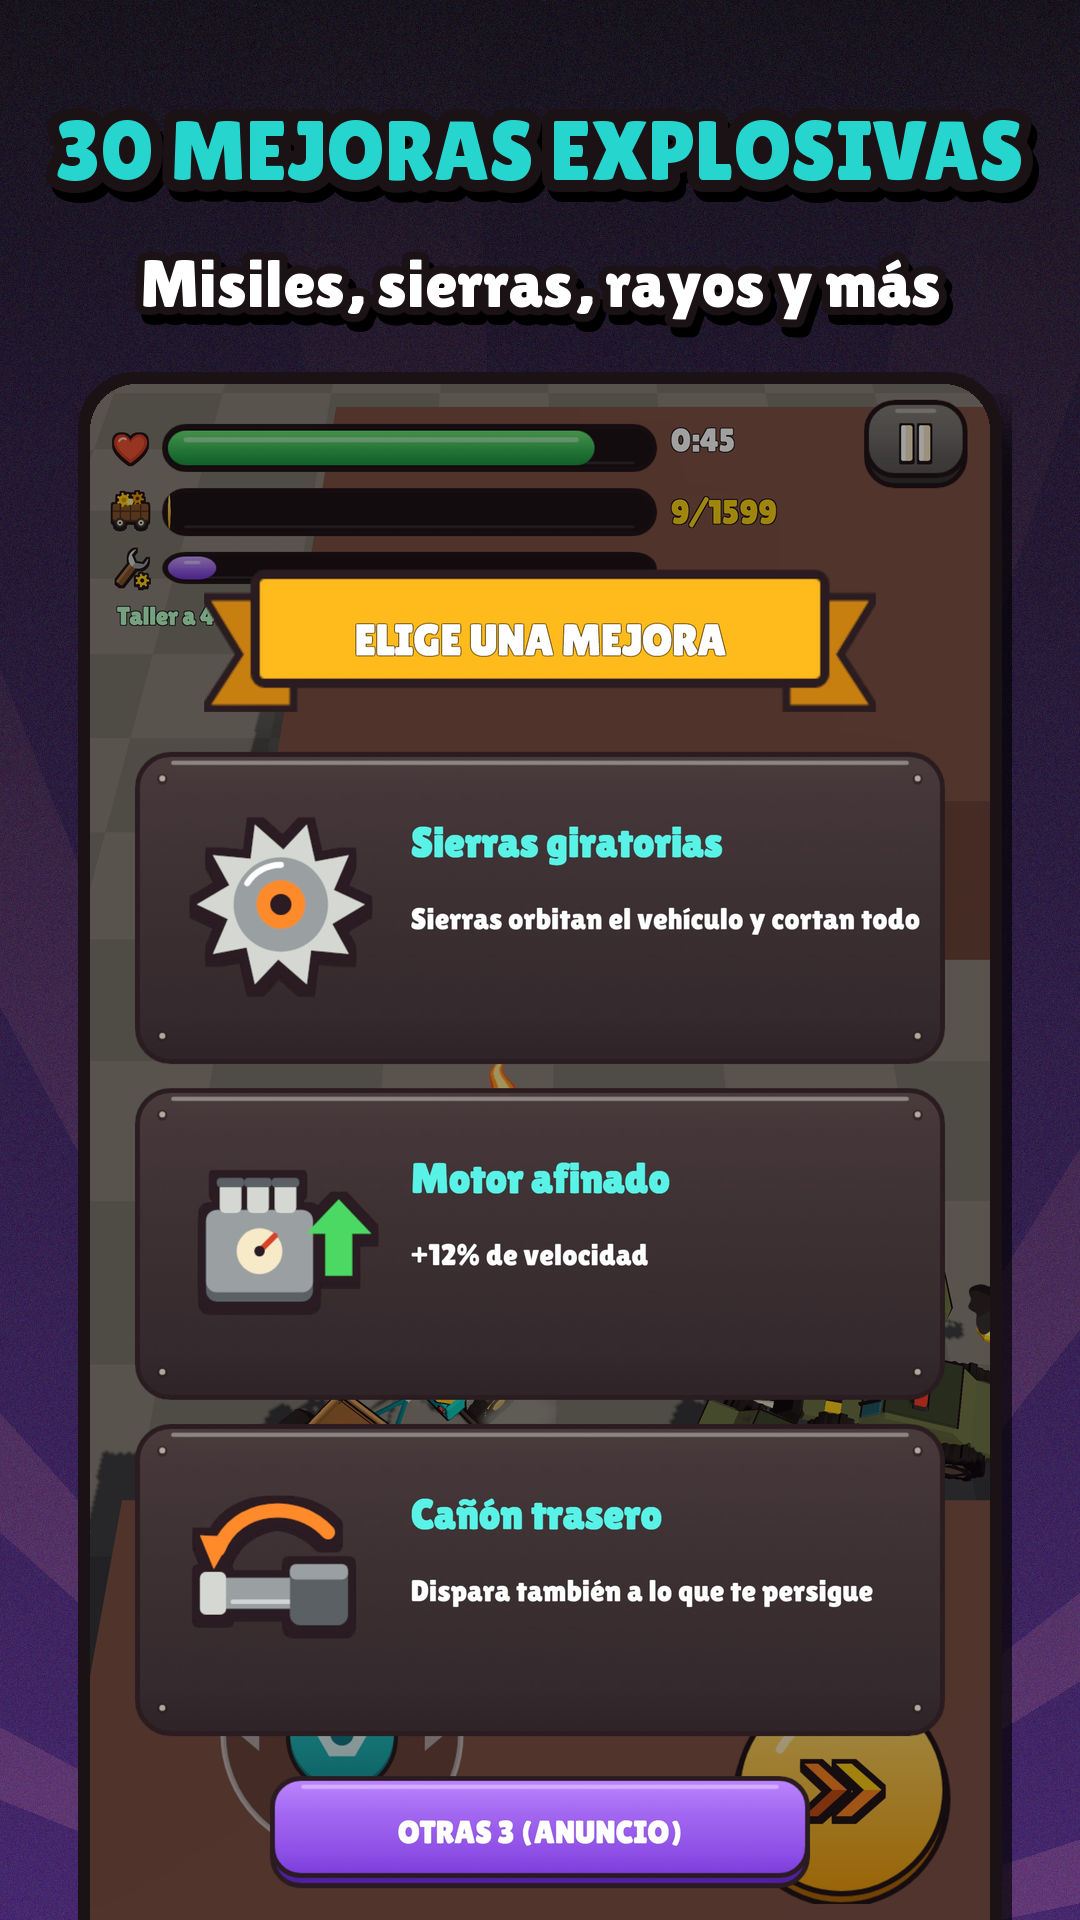 30 MEJORAS EXPLOSIVAS
Misiles, sierras, rayos y más
0:45
9/1599
Taller a 4
ELIGE UNA MEJORA
Sierras giratorias
Sierras orbitan el vehículo y cortan todo
Motor afinado
+12% de velocidad
Cañón trasero
Dispara también a lo que te persigue
OTRAS 3 (ANUNCIO)